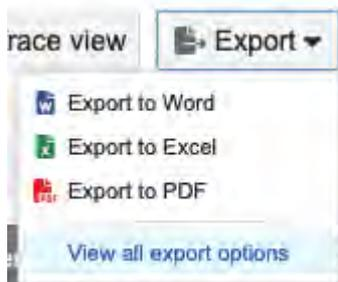 race view
Export
Export to Word
Export to Excel
Export to PDF
View all export options